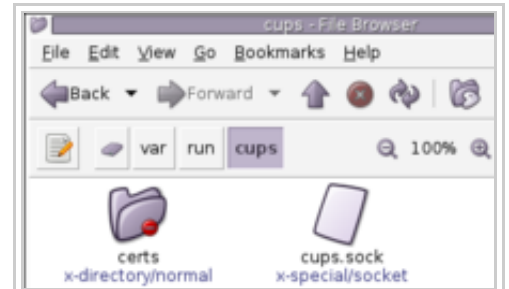 cups - File Browser
File Edit View Go Bookmarks Help
Back Forward
var run cups 100%
certs cups.sock
x-directory/normal x-special/socket